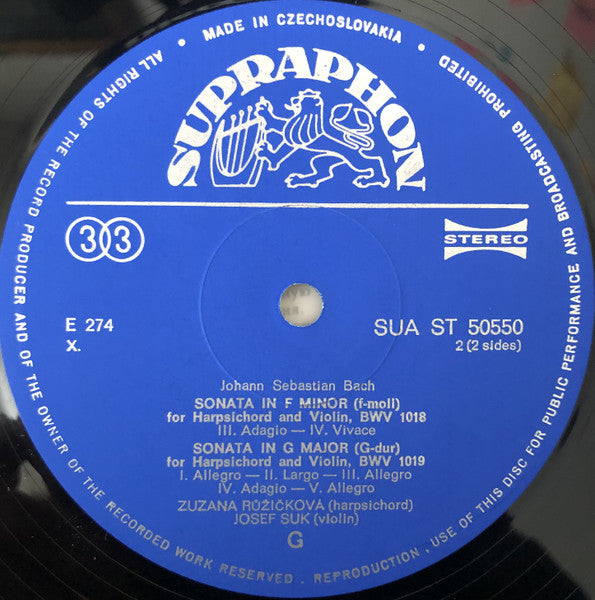 MADE IN CZECHOSLOVAKIA
ALL RIGHTS OF THE RECORD PRODUCER AND OF THE OWNER OF THE RECORDED WORK RESERVED . REPRODUCTION , USE OF THIS DISC FOR PUBLIC PERFORMANCE AND BROADCASTING PROHIBITED
SUPRAPHON
33
STEREO
E 274
SUA ST 50550
X.
2 (2 sides)
Johann Sebastian Bach
SONATA IN F MINOR (f-moll)
for Harpsichord and Violin, BWV 1018
III. Adagio — IV. Vivace
SONATA IN G MAJOR (G-dur)
for Harpsichord and Violin, BWV 1019
I. Allegro — II. Largo — III. Allegro
IV. Adagio — V. Allegro
ZUZANA RŮŽIČKOVÁ (harpsichord)
JOSEF SUK (violin)
G